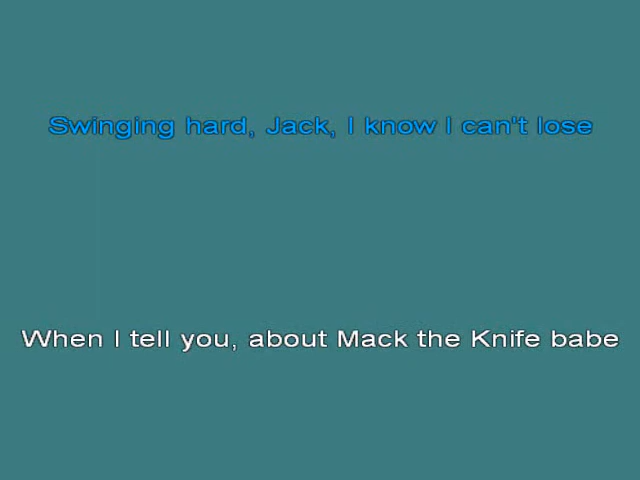 Swinging hard, Jack, I know I can't lose
When I tell you, about Mack the Knife babe